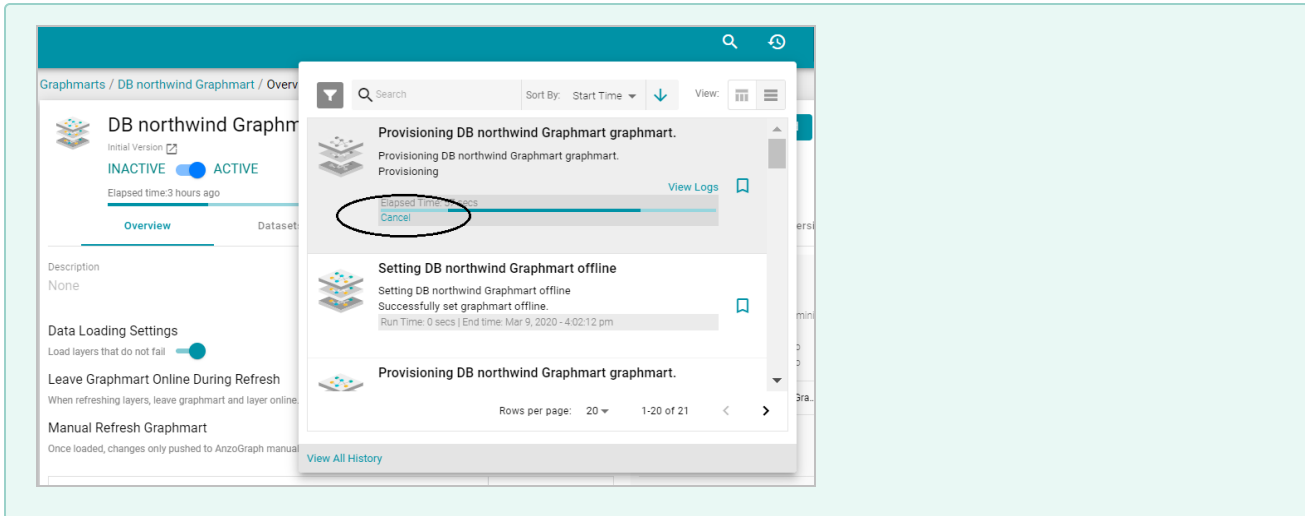 Graphmarts / DB northwind Graphmart / Overv
DB northwind Graphm
Initial Version
INACTIVE ACTIVE
Elapsed time:3 hours ago
Overview Dataset
Description
None
Data Loading Settings
Load layers that do not fail
Leave Graphmart Online During Refresh
When refreshing layers, leave graphmart and layer online.
Manual Refresh Graphmart
Once loaded, changes only pushed to AnzoGraph manual
Search Sort By: Start Time View:
Provisioning DB northwind Graphmart graphmart.
Provisioning DB northwind Graphmart graphmart.
Provisioning
View Logs
Elapsed Time: 37 secs
Cancel
Setting DB northwind Graphmart offline
Setting DB northwind Graphmart offline
Successfully set graphmart offline.
Run Time: 0 secs | End time: Mar 9, 2020 - 4:02:12 pm
Provisioning DB northwind Graphmart graphmart.
Rows per page: 20 1-20 of 21
View All History
ersi
mini
Gra..